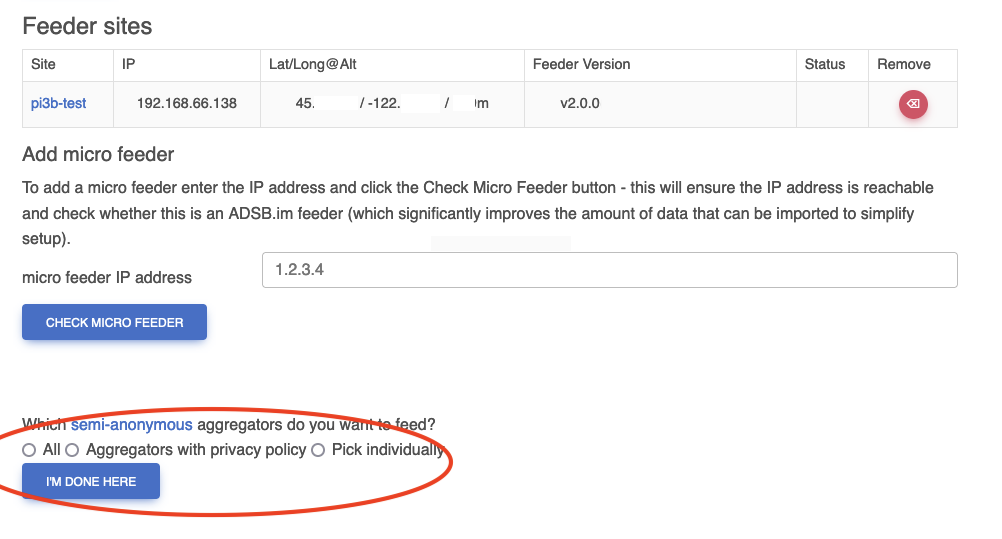 Feeder sites
Site IP Lat/Long@Alt Feeder Version Status Remove
pi3b-test 192.168.66.138 45. / -122. / m v2.0.0
Add micro feeder
To add a micro feeder enter the IP address and click the Check Micro Feeder button - this will ensure the IP address is reachable
and check whether this is an ADSB.im feeder (which significantly improves the amount of data that can be imported to simplify
setup).
micro feeder IP address 1.2.3.4
CHECK MICRO FEEDER
Which semi-anonymous aggregators do you want to feed?
All Aggregators with privacy policy Pick individually
I'M DONE HERE